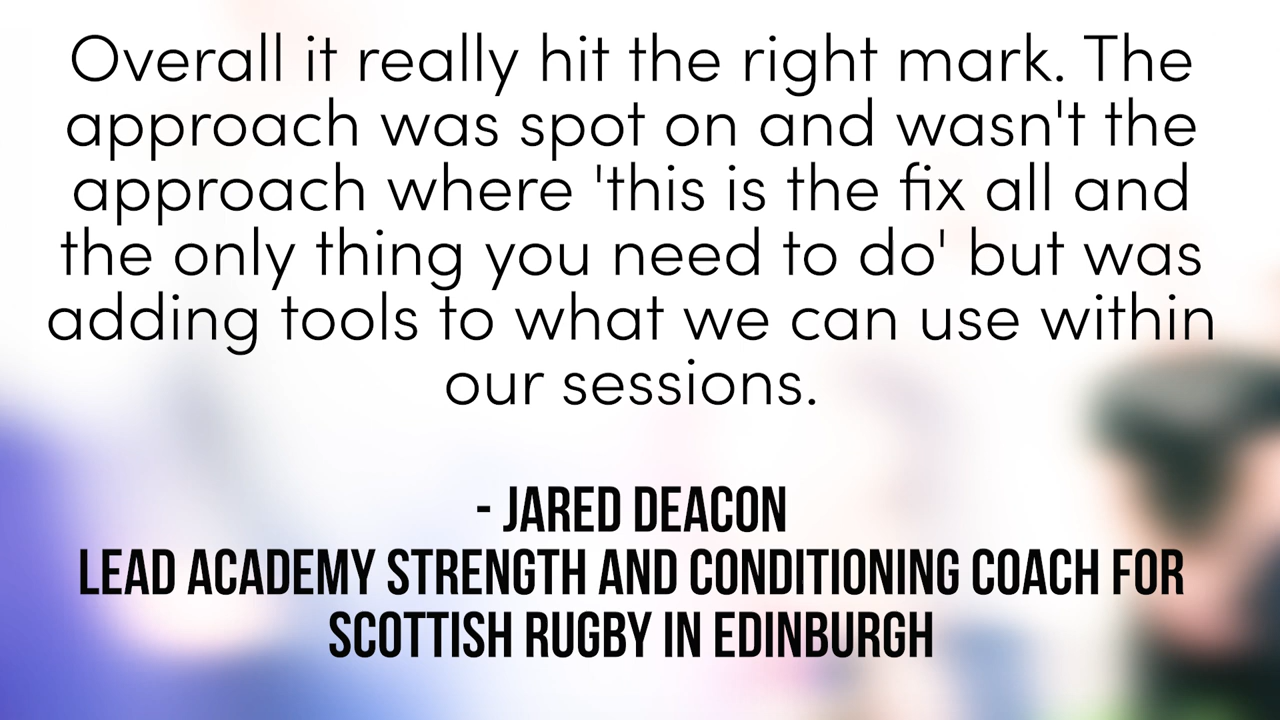 Overall it really hit the right mark. The
approach was spot on and wasn't the
approach where 'this is the fix all and
the only thing you need to do' but was
adding tools to what we can use within
our sessions.
- JARED DEACON
LEAD ACADEMY STRENGTH AND CONDITIONING COACH FOR
SCOTTISH RUGBY IN EDINBURGH